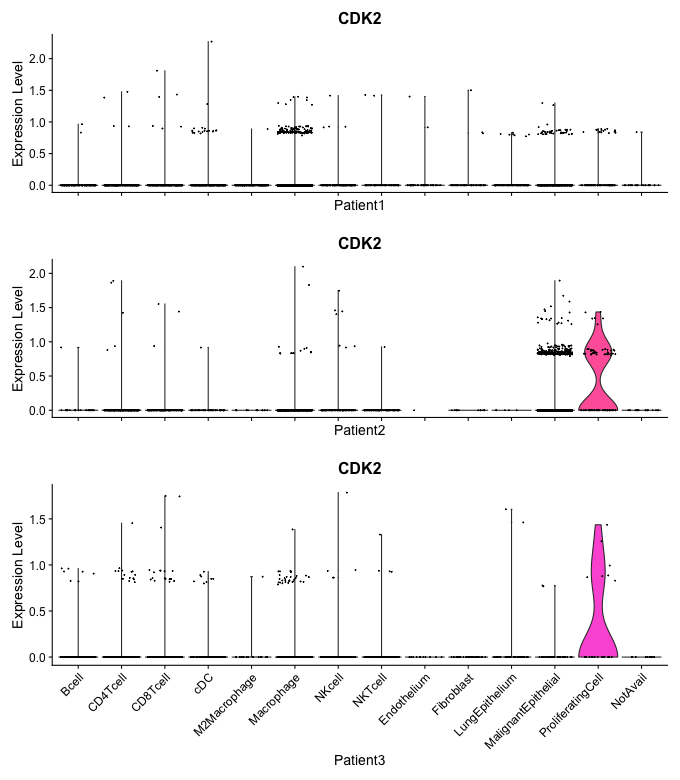 CDK2
Expression Level
2.0
1.5
1.0
0.5
0.0
Patient1
CDK2
Expression Level
2.0
1.5
1.0
0.5
0.0
Patient2
CDK2
Expression Level
1.5
1.0
0.5
0.0
Bcell
CD4Tcell
CD8Tcell
cDC
M2Macrophage
Macrophage
NKcell
NKTcell
Endothelium
Fibroblast
LungEpithelium
MalignantEpithelial
ProliferatingCell
NotAvail
Patient3